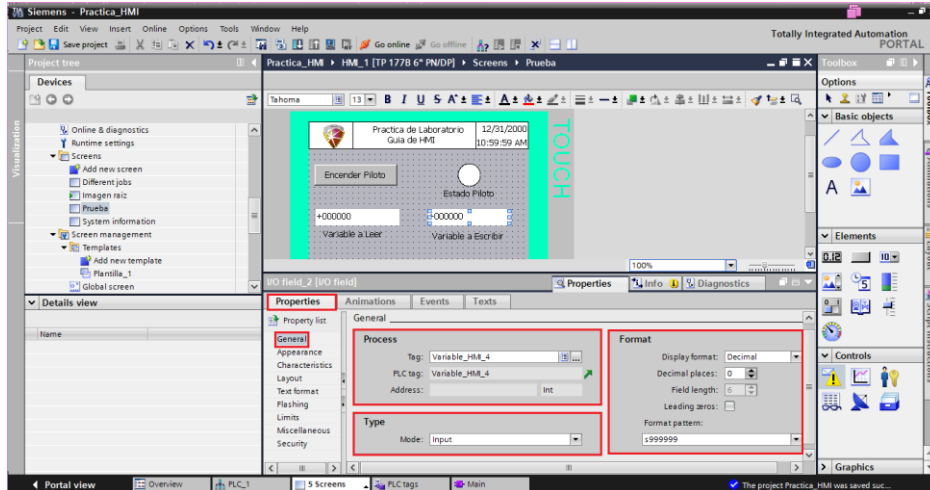 Siemens - Practica_HMI
Project Edit View Insert Online Options Tools Window Help
Totally Integrated Automation
PORTAL
Save project
Go online Go offline
Project tree
Practica_HMI HMI_1 [TP 177B 6" PN/DP] Screens Prueba
Toolbox
Devices
Options
Tahoma 13 B I U S A
Visualization
Online & diagnostics
Runtime settings
Screens
Add new screen
Different jobs
Imagen raiz
Prueba
System information
Screen management
Templates
Add new template
Plantilla_1
Global screen
Practica de Laboratorio
Guia de HMI
12/31/2000
10:59:59 AM
Encender Piloto
Estado Piloto
+000000
+000000
Variable a Leer
Variable a Escribir
TOUCH
100%
Basic objects
A
Elements
Controls
Graphics
Details view
Name
I/O field_2 [I/O field]
Properties Info Diagnostics
Properties Animations Events Texts
Property list
General
Appearance
Characteristics
Layout
Text format
Flashing
Limits
Miscellaneous
Security
General
Process
Tag: Variable_HMI_4
PLC tag: Variable_HMI_4
Address: Int
Type
Mode: Input
Format
Display format: Decimal
Decimal places: 0
Field length: 6
Leading zeros:
Format pattern:
s999999
Portal view Overview PLC_1 5 Screens PLC tags Main
The project Practica_HMI was saved suc...